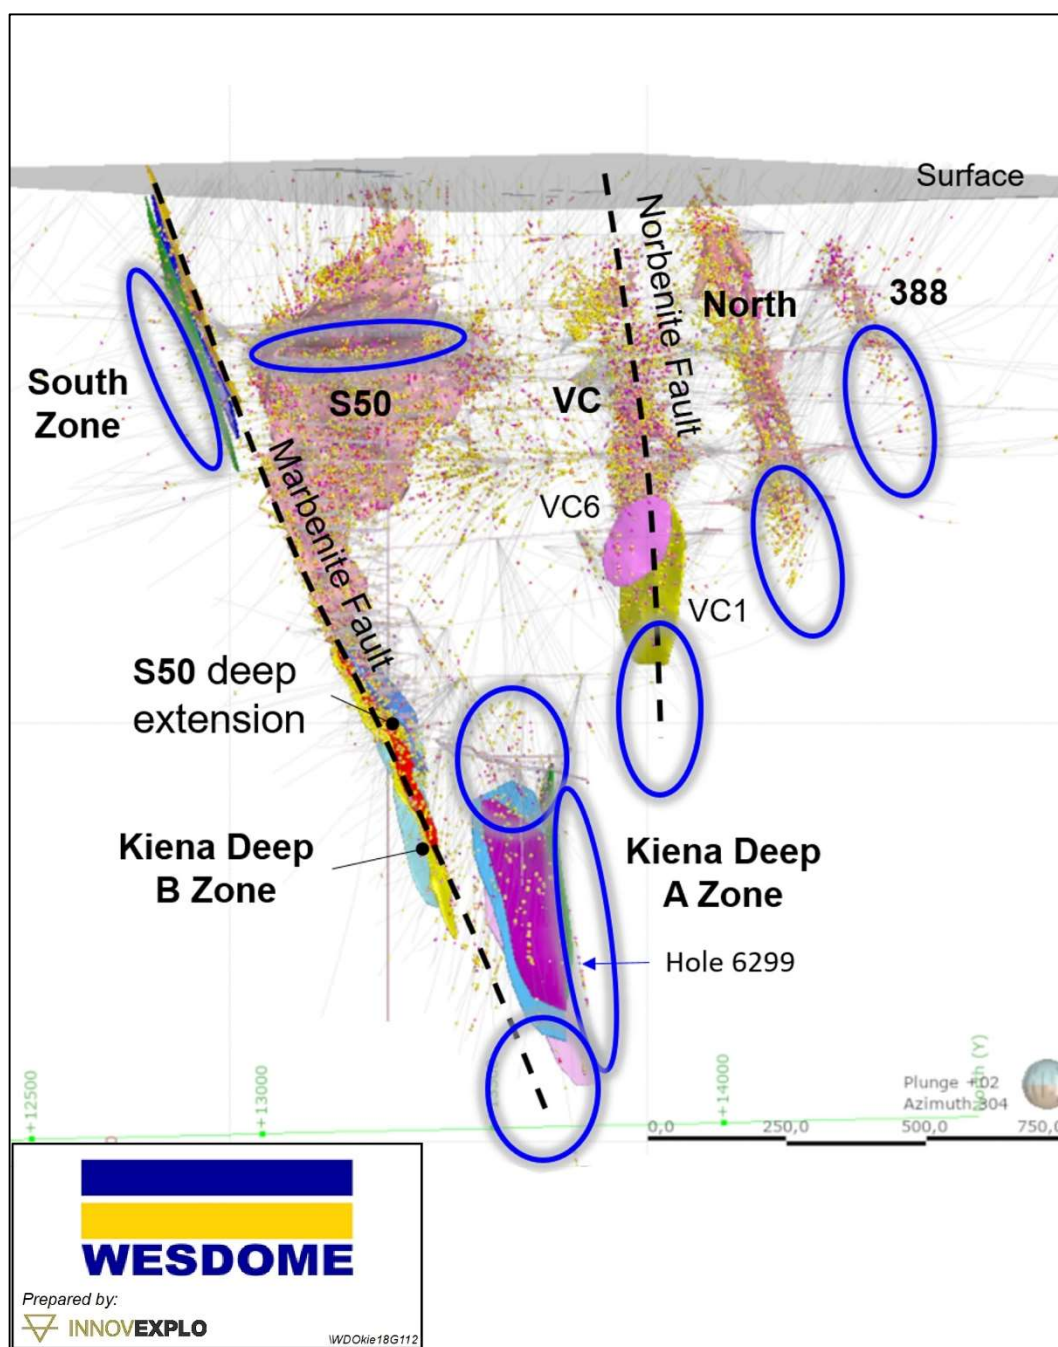 Surface
Norbenite Fault
North
388
South
Zone
S50
VC
Marbenite Fault
VC6
VC1
S50 deep
extension
Kiena Deep
B Zone
Kiena Deep
A Zone
Hole 6299
+12500
+13000
+14000
North (Y)
Plunge +02
Azimuth 304
0,0
250,0
500,0
750,0
WESDOME
Prepared by:
INNOVEXPLO
\WDOkie18G112